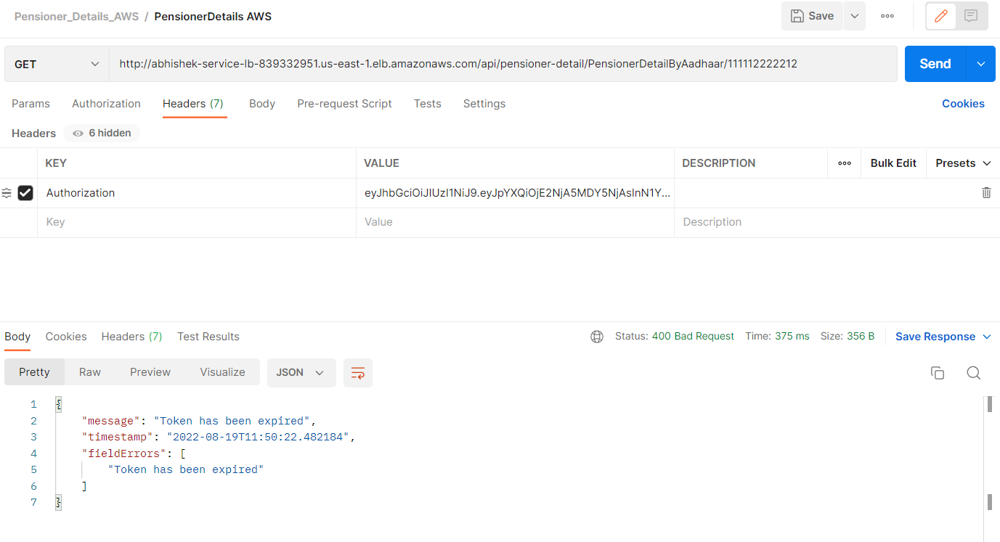 Pensioner_Details_AWS / PensionerDetails AWS Save
GET http://abhishek-service-lb-839332951.us-east-1.elb.amazonaws.com/api/pensioner-detail/PensionerDetailByAadhaar/111112222212 Send
Params Authorization Headers (7) Body Pre-request Script Tests Settings Cookies
Headers 6 hidden
KEY VALUE DESCRIPTION Bulk Edit Presets
Authorization eyJhbGciOiJIUzI1NiJ9.eyJpYXQiOjE2NjA5MDY5NjAsInN1Y...
Key Value Description
Body Cookies Headers (7) Test Results Status: 400 Bad Request Time: 375 ms Size: 356 B Save Response
Pretty Raw Preview Visualize JSON
1 {
2 "message": "Token has been expired",
3 "timestamp": "2022-08-19T11:50:22.482184",
4 "fieldErrors": [
5 "Token has been expired"
6 ]
7 }